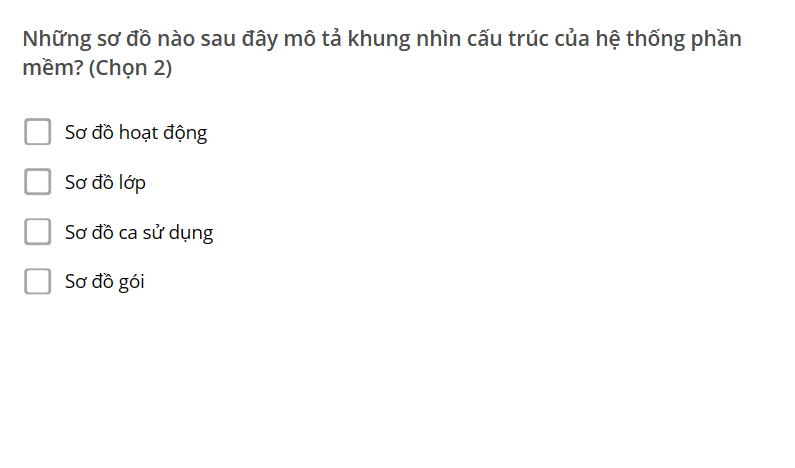 Những sơ đồ nào sau đây mô tả khung nhìn cấu trúc của hệ thống phần
mềm? (Chọn 2)
Sơ đồ hoạt động
Sơ đồ lớp
Sơ đồ ca sử dụng
Sơ đồ gói